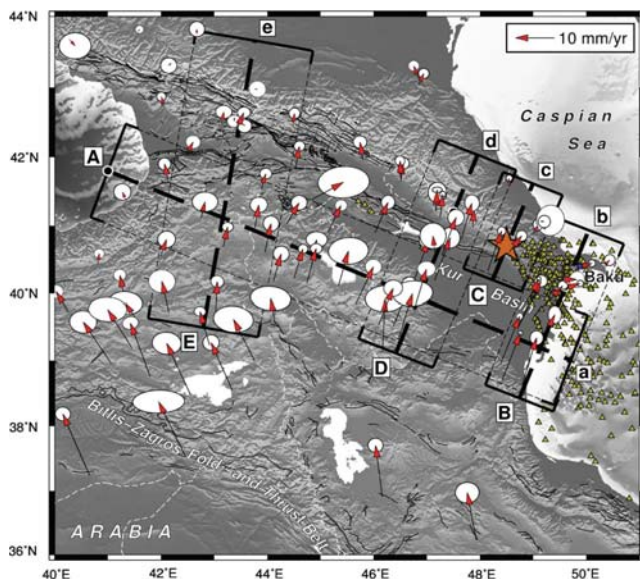 44°N
42°N
40°N
38°N
36°N
40°E
42°E
44°E
46°E
48°E
50°E
10 mm/yr
Caspian
Sea
e
d
c
b
a
A
B
C
D
E
Kur Basin
Baku
Bitlis-Zagros Fold-and Thrust Belt
ARABIA